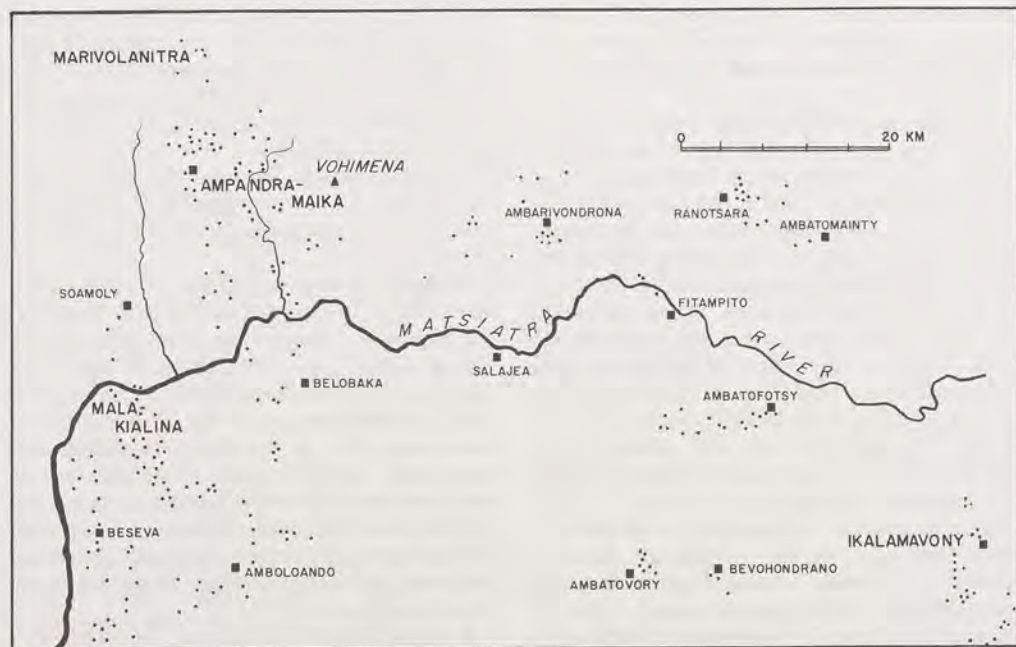 MARIVOLANITRA
0 20 KM
VOHIMENA
AMPANDRA-
MAIKA
AMBARIVONDRONA
RANOTSARA
AMBATOMAINTY
SOAMOLY
FITAMPITO
MATSIATRA RIVER
SALAJEA
BELOBAKA
MALA-
KIALINA
AMBATOFOTSY
BESEVA
IKALAMAVONY
AMBOLOANDO
AMBATOVORY
BEVOHONDRANO